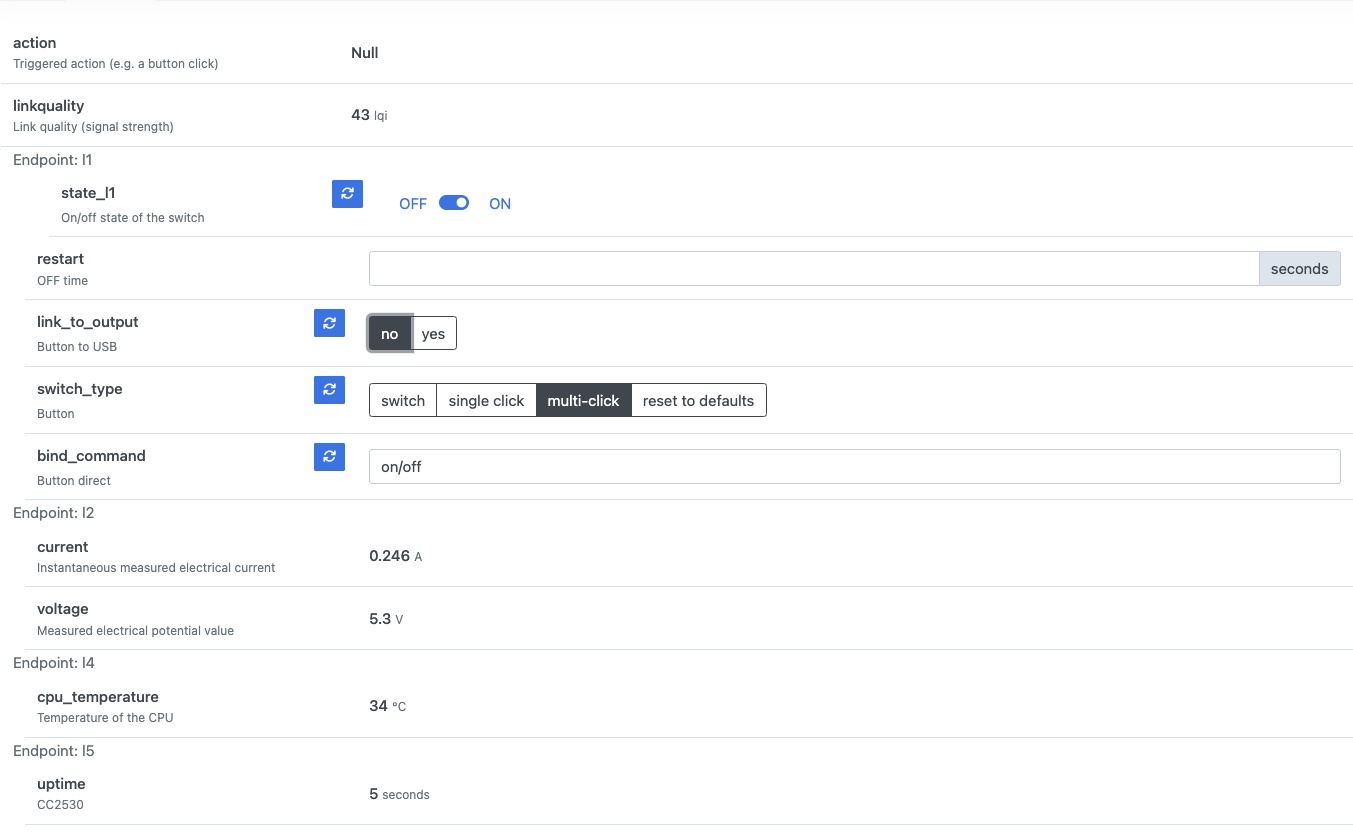 action
Triggered action (e.g. a button click)
Null
linkquality
Link quality (signal strength)
43 lqi
Endpoint: l1
state_l1
On/off state of the switch
OFF ON
restart
OFF time
seconds
link_to_output
Button to USB
no yes
switch_type
Button
switch single click multi-click reset to defaults
bind_command
Button direct
on/off
Endpoint: l2
current
Instantaneous measured electrical current
0.246 A
voltage
Measured electrical potential value
5.3 V
Endpoint: l4
cpu_temperature
Temperature of the CPU
34 °C
Endpoint: l5
uptime
CC2530
5 seconds